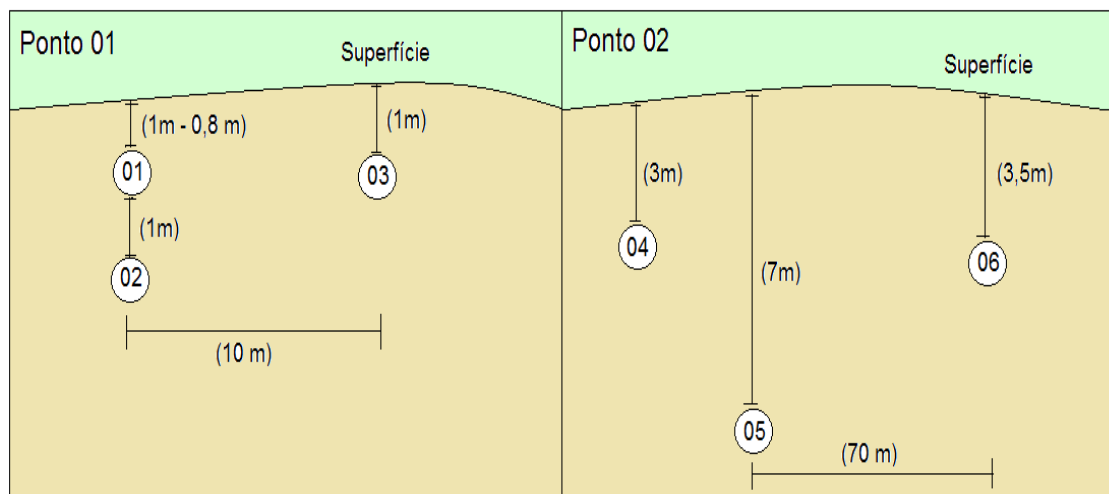 Ponto 01
Superfície
(1m - 0,8 m)
(1m)
01
03
(1m)
02
(10 m)
Ponto 02
Superfície
(3m)
(3,5m)
04
06
(7m)
05
(70 m)